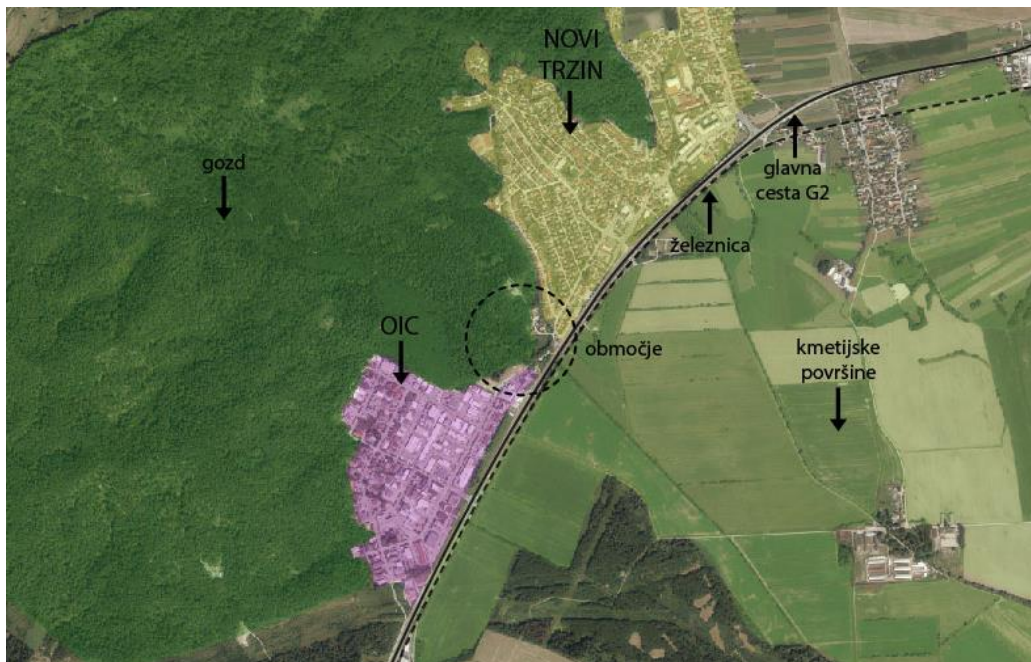 NOVI
TRZIN
gozd
glavna
cesta G2
železnica
OIC
območje
kmetijske
površine